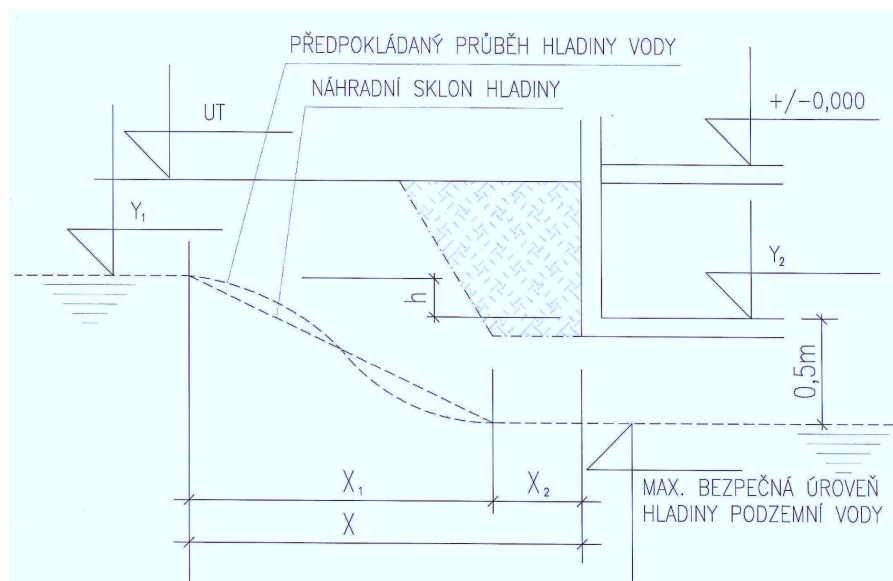 PŘEDPOKLÁDANÝ PRŮBĚH HLADINY VODY
NÁHRADNÍ SKLON HLADINY
UT
+/-0,000
Y₁
Y₂
h
0,5m
X₁
X₂
X
MAX. BEZPEČNÁ ÚROVEŇ
HLADINY PODZEMNÍ VODY